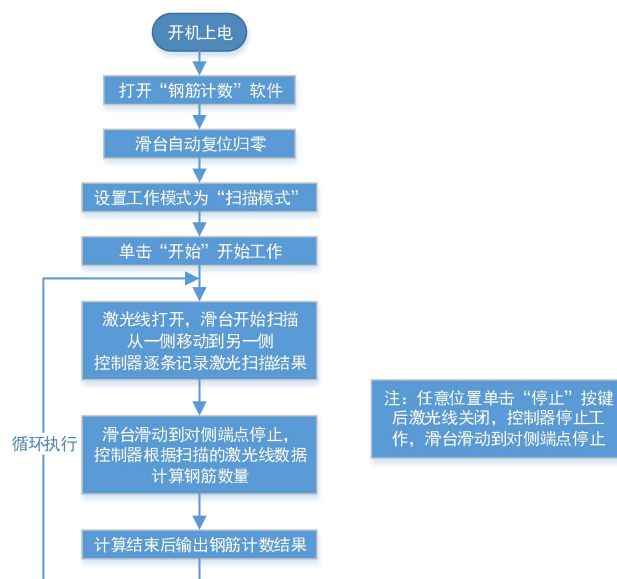 开机上电
打开“钢筋计数”软件
滑台自动复位归零
设置工作模式为“扫描模式”
单击“开始”开始工作
激光线打开，滑台开始扫描
从一侧移动到另一侧
控制器逐条记录激光扫描结果
循环执行
滑台滑动到对侧端点停止，
控制器根据扫描的激光线数据
计算钢筋数量
计算结束后输出钢筋计数结果
注：任意位置单击“停止”按键
后激光线关闭，控制器停止工
作，滑台滑动到对侧端点停止